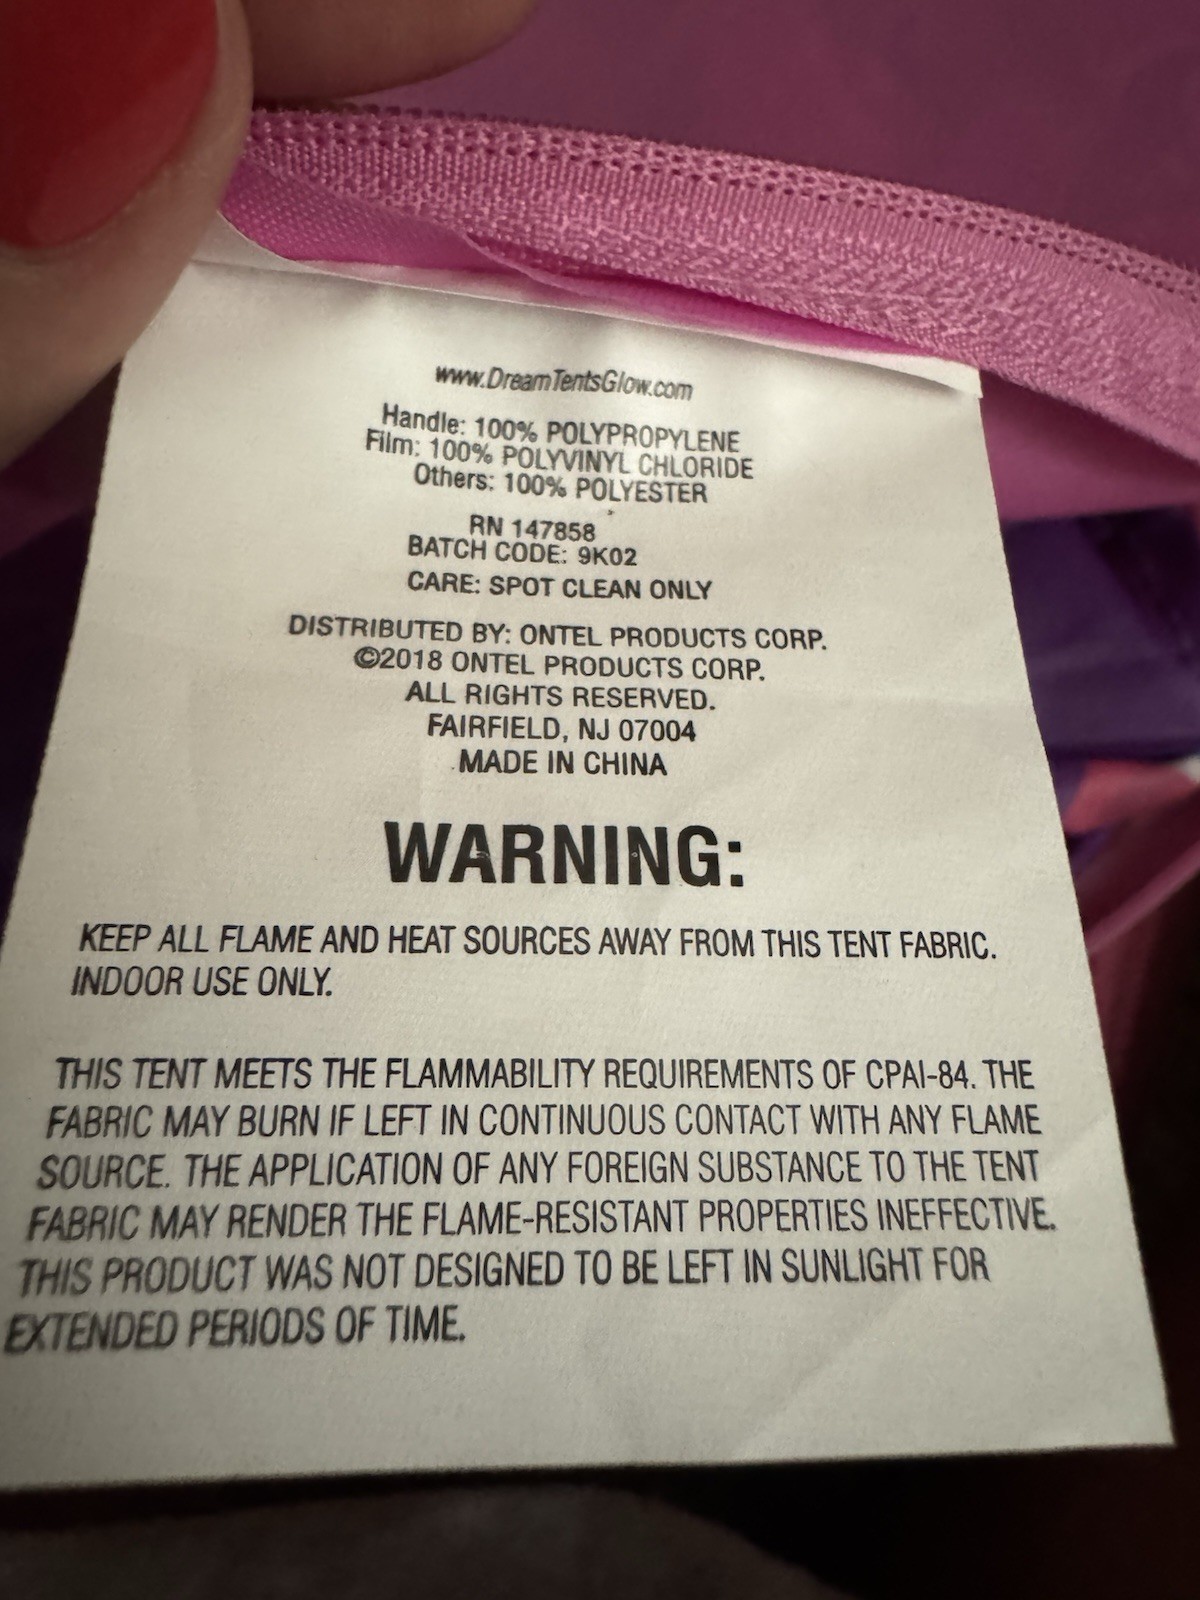 www.DreamTentsGlow.com
Handle: 100% POLYPROPYLENE
Film: 100% POLYVINYL CHLORIDE
Others: 100% POLYESTER
RN 147858
BATCH CODE: 9K02
CARE: SPOT CLEAN ONLY
DISTRIBUTED BY: ONTEL PRODUCTS CORP.
©2018 ONTEL PRODUCTS CORP.
ALL RIGHTS RESERVED.
FAIRFIELD, NJ 07004
MADE IN CHINA
WARNING:
KEEP ALL FLAME AND HEAT SOURCES AWAY FROM THIS TENT FABRIC.
INDOOR USE ONLY.
THIS TENT MEETS THE FLAMMABILITY REQUIREMENTS OF CPAI-84. THE
FABRIC MAY BURN IF LEFT IN CONTINUOUS CONTACT WITH ANY FLAME
SOURCE. THE APPLICATION OF ANY FOREIGN SUBSTANCE TO THE TENT
FABRIC MAY RENDER THE FLAME-RESISTANT PROPERTIES INEFFECTIVE.
THIS PRODUCT WAS NOT DESIGNED TO BE LEFT IN SUNLIGHT FOR
EXTENDED PERIODS OF TIME.